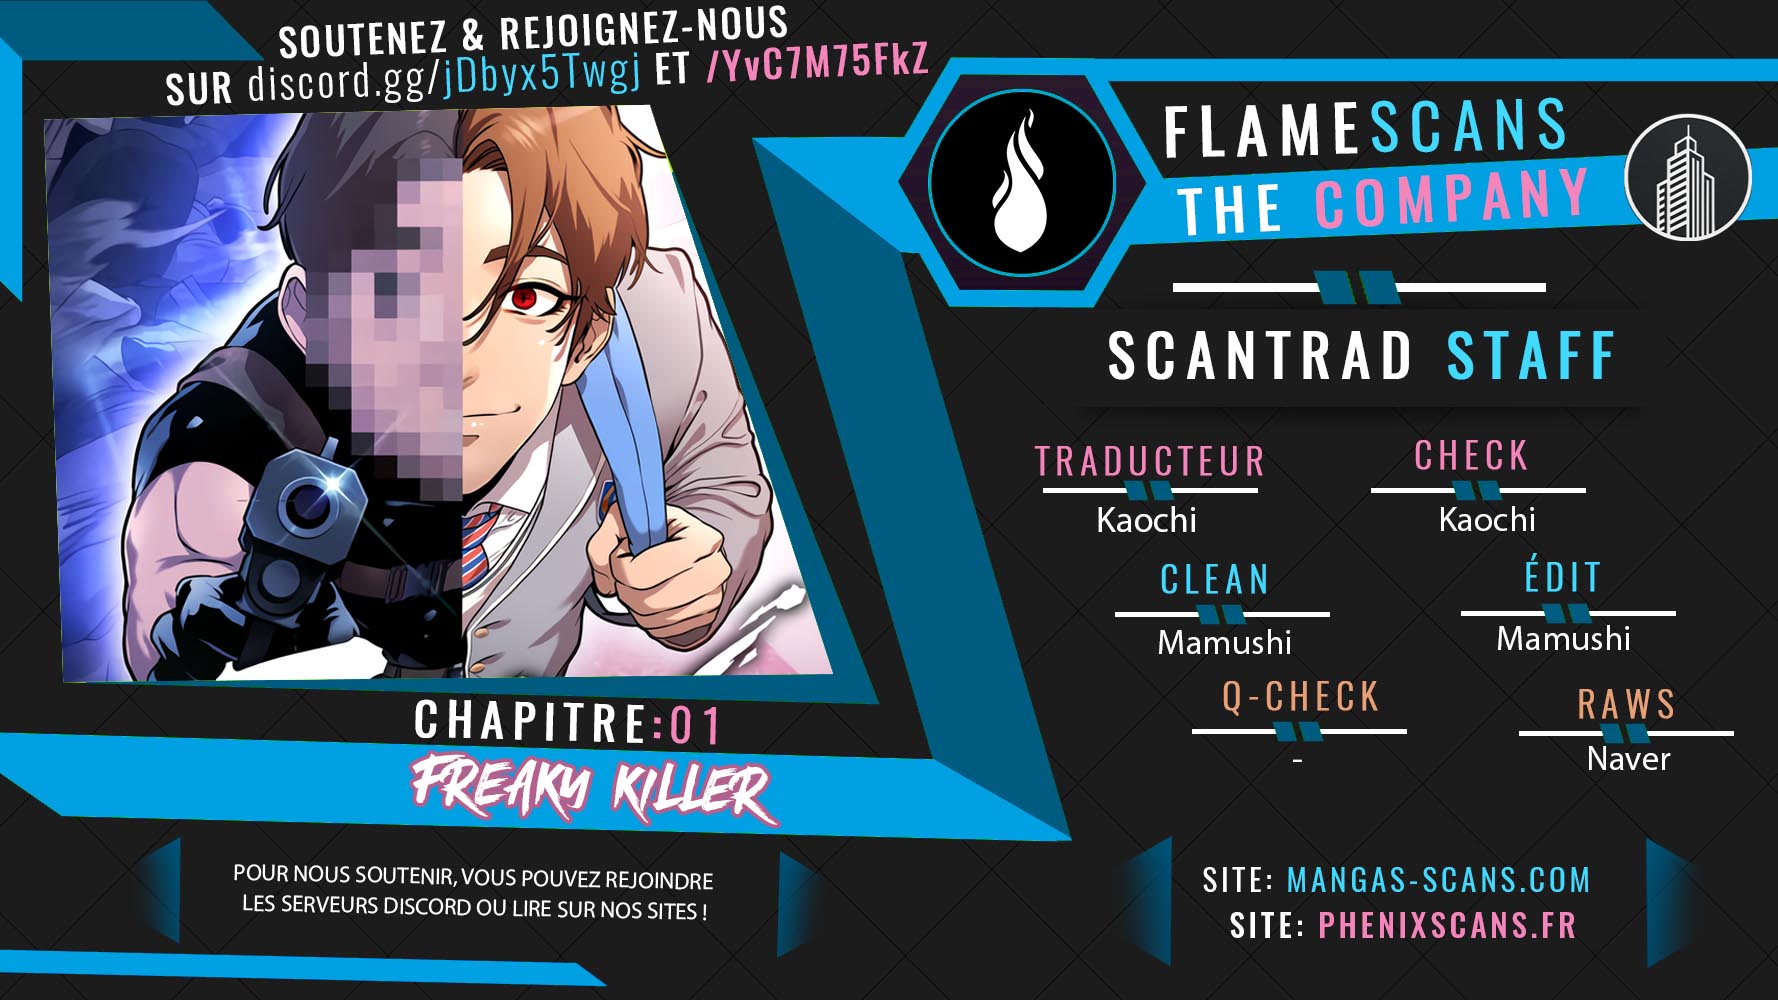 SOUTENEZ & REJOIGNEZ-NOUS
SUR discord.gg/jDbyx5Twgj ET /YvC7M75FkZ
FLAMESCANS
THE COMPANY
SCANTRAD STAFF
TRADUCTEUR
Kaochi
CHECK
Kaochi
CLEAN
Mamushi
ÉDIT
Mamushi
Q-CHECK
-
RAWS
Naver
CHAPITRE:01
FREAKY KILLER
POUR NOUS SOUTENIR, VOUS POUVEZ REJOINDRE
LES SERVEURS DISCORD OU LIRE SUR NOS SITES !
SITE: MANGAS-SCANS.COM
SITE: PHENIXSCANS.FR